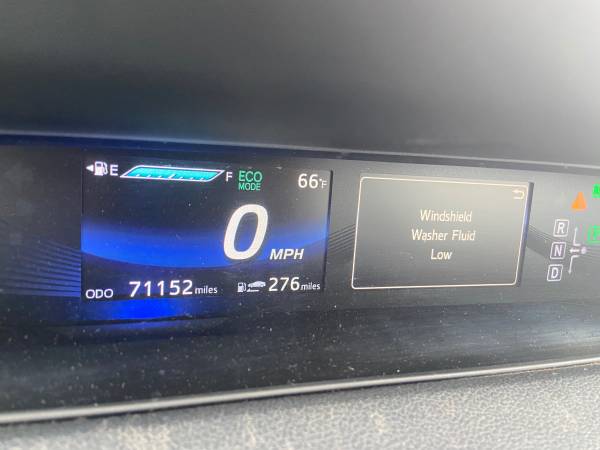 E F ECO MODE 66°F
0 MPH
ODO 71152 miles 276 miles
Windshield
Washer Fluid
Low
R
N
D